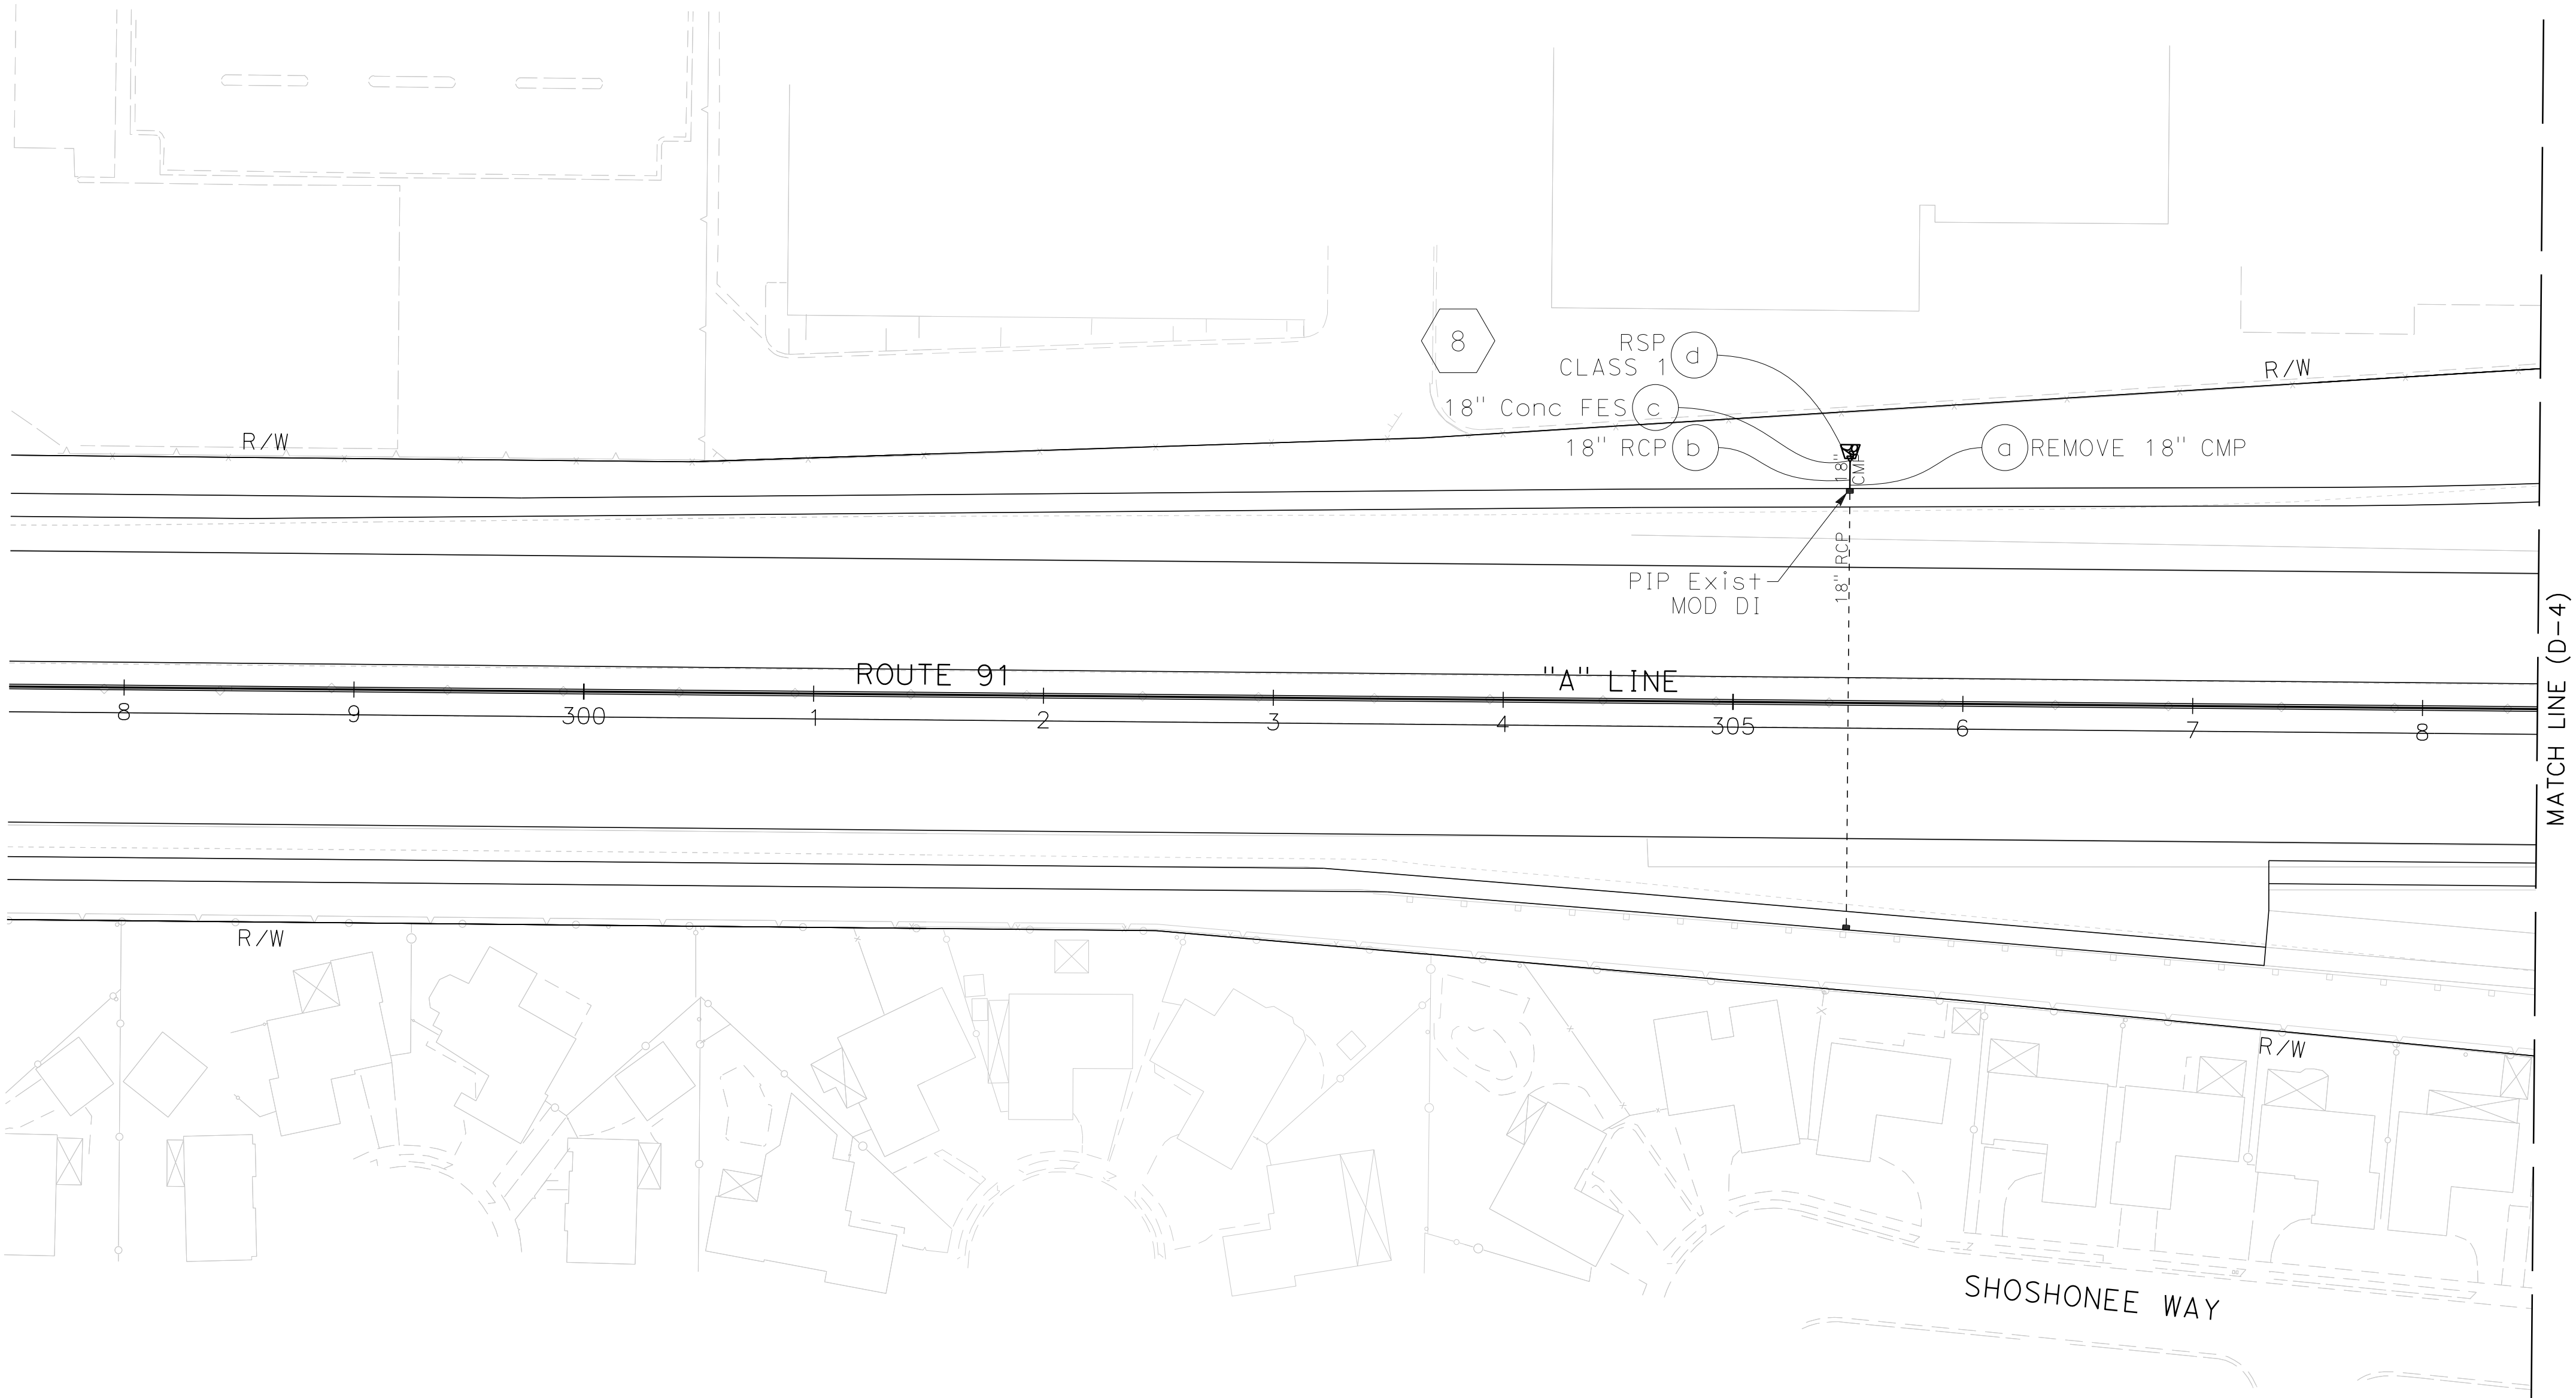 8
RSP
CLASS 1
d
R/W
18" Conc FES
c
18" RCP
b
18"
CMP
a
REMOVE 18" CMP
R/W
18" RCP
PIP Exist
MOD DI
ROUTE 91
"A" LINE
8
9
300
1
2
3
4
305
6
7
8
MATCH LINE (D-4)
R/W
R/W
SHOSHONEE WAY